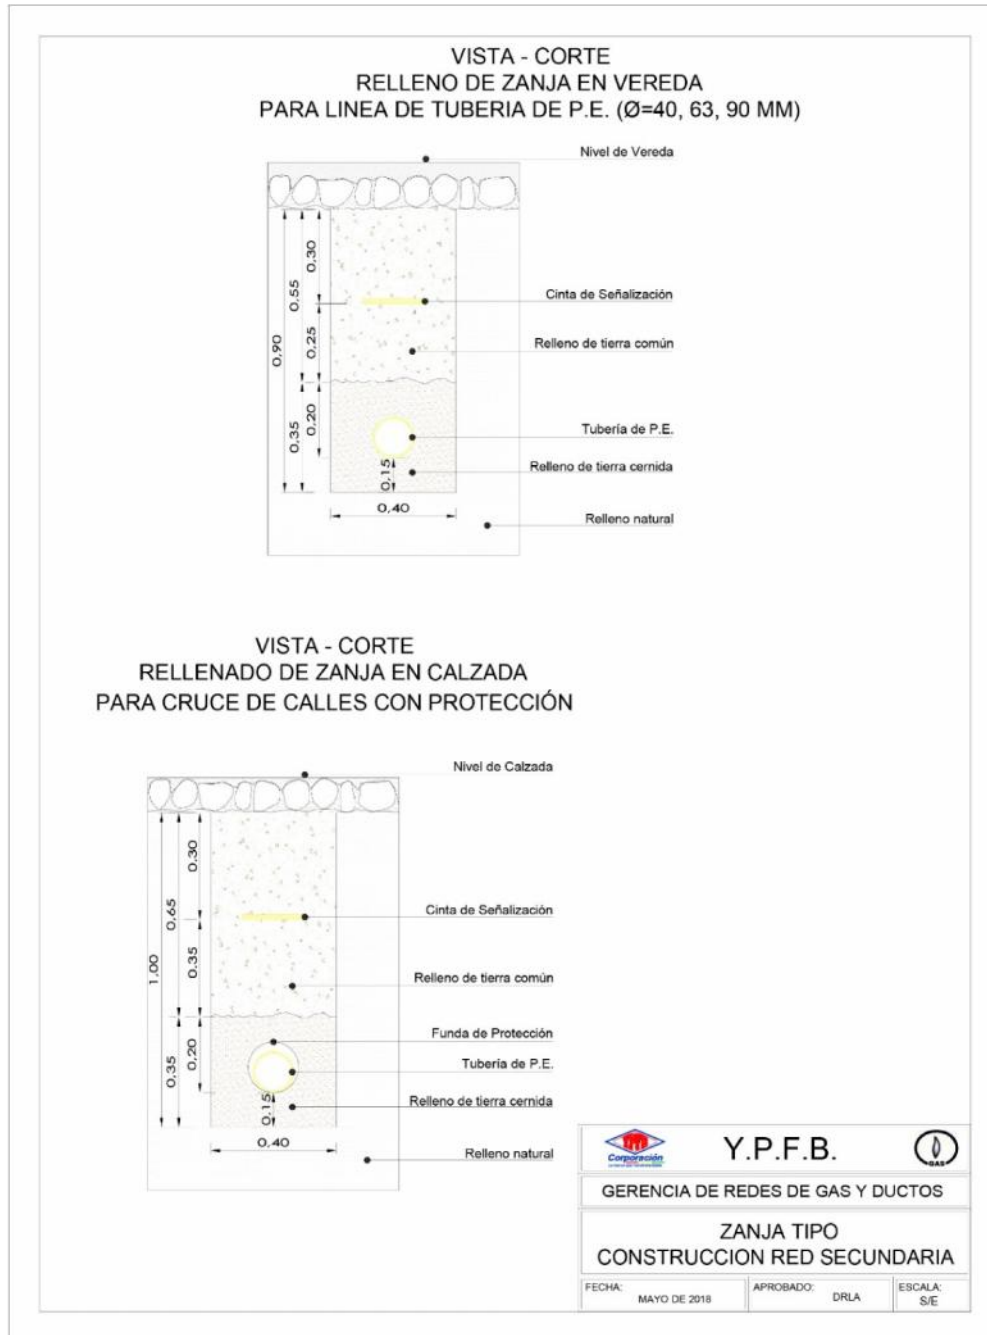 VISTA - CORTE
RELLENO DE ZANJA EN VEREDA
PARA LINEA DE TUBERIA DE P.E. (Ø=40, 63, 90 MM)
Nivel de Vereda
0,30
0,55
Cinta de Señalización
0,90
0,25
Relleno de tierra común
0,35
0,20
Tubería de P.E.
0,15
Relleno de tierra cernida
0,40
Relleno natural
VISTA - CORTE
RELLENADO DE ZANJA EN CALZADA
PARA CRUCE DE CALLES CON PROTECCIÓN
Nivel de Calzada
0,30
0,65
Cinta de Señalización
1,00
0,35
Relleno de tierra común
Funda de Protección
0,35
0,20
Tubería de P.E.
0,15
Relleno de tierra cernida
0,40
Relleno natural
Corporación
Y.P.F.B.
GAS
GERENCIA DE REDES DE GAS Y DUCTOS
ZANJA TIPO
CONSTRUCCION RED SECUNDARIA
FECHA:
MAYO DE 2018
APROBADO:
DRLA
ESCALA:
S/E